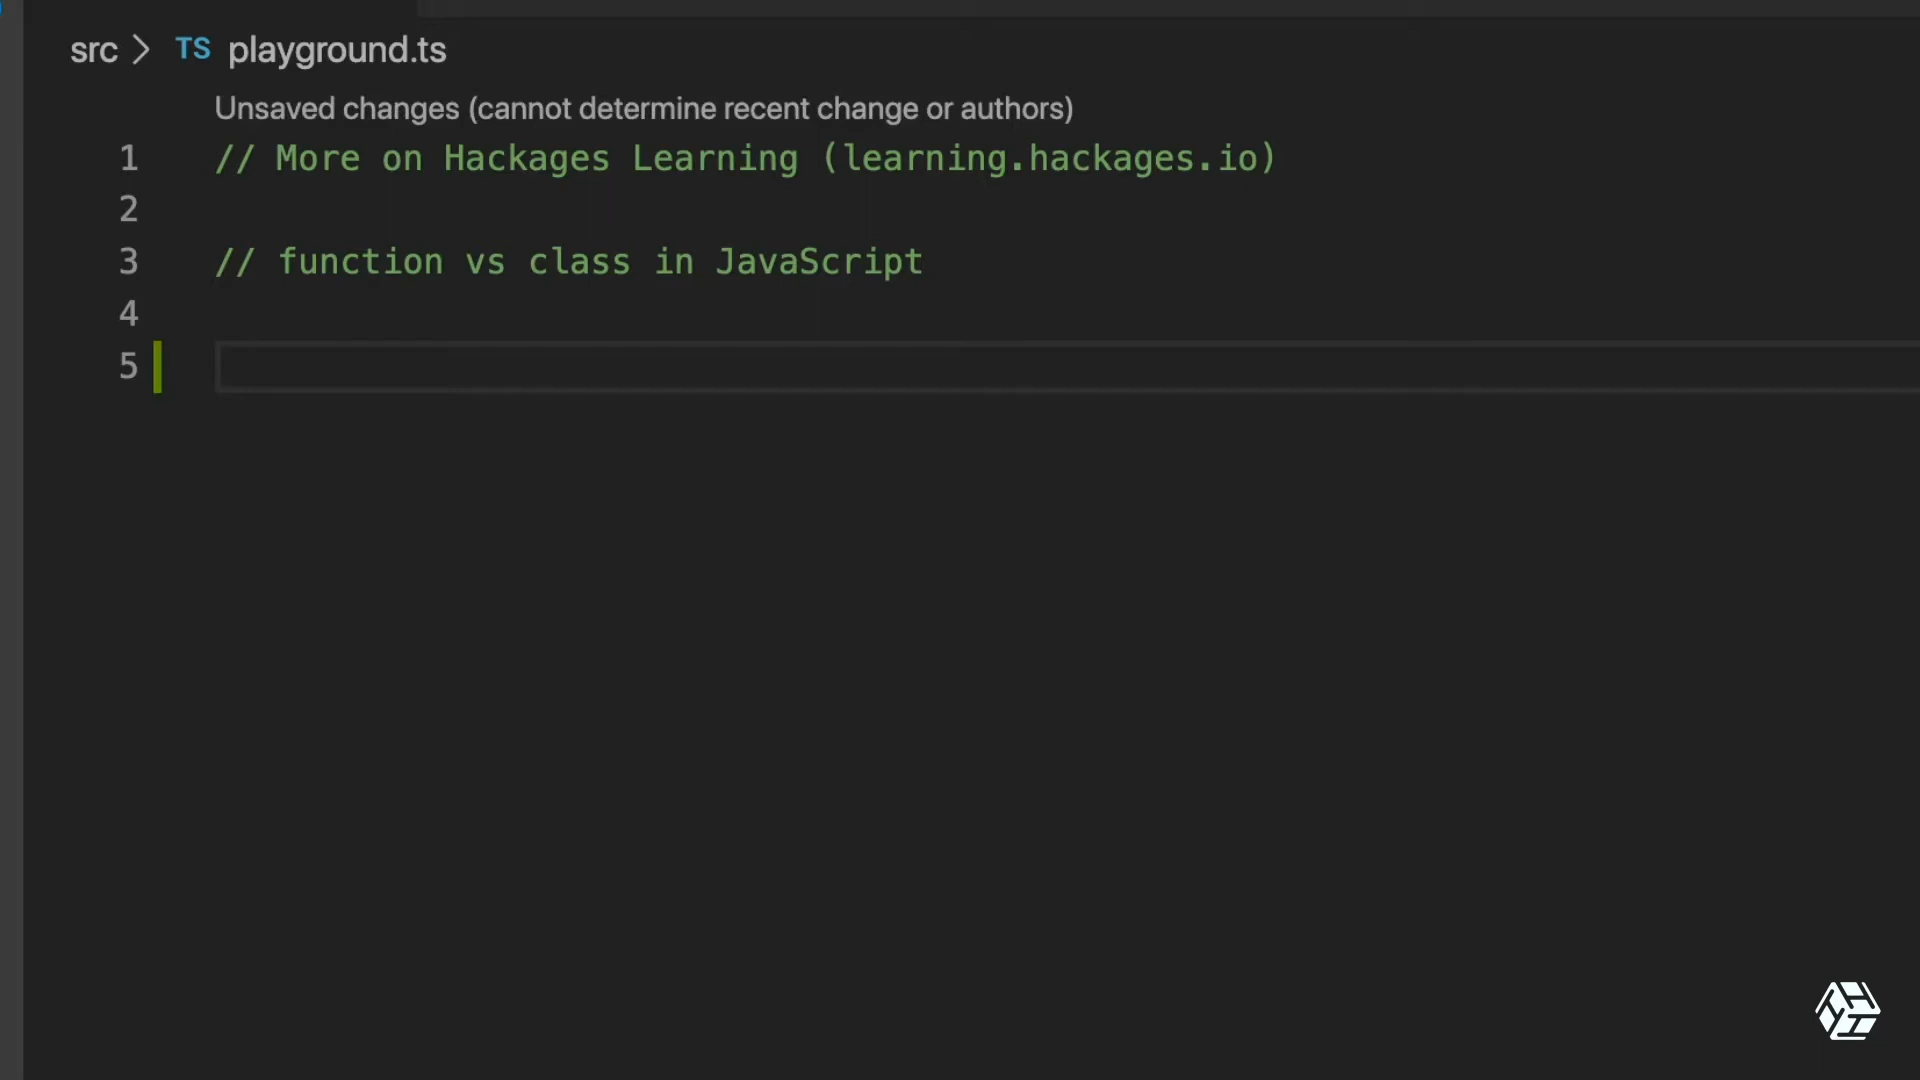 src > TS playground.ts
Unsaved changes (cannot determine recent change or authors)
1 // More on Hackages Learning (learning.hackages.io)
2
3 // function vs class in JavaScript
4
5